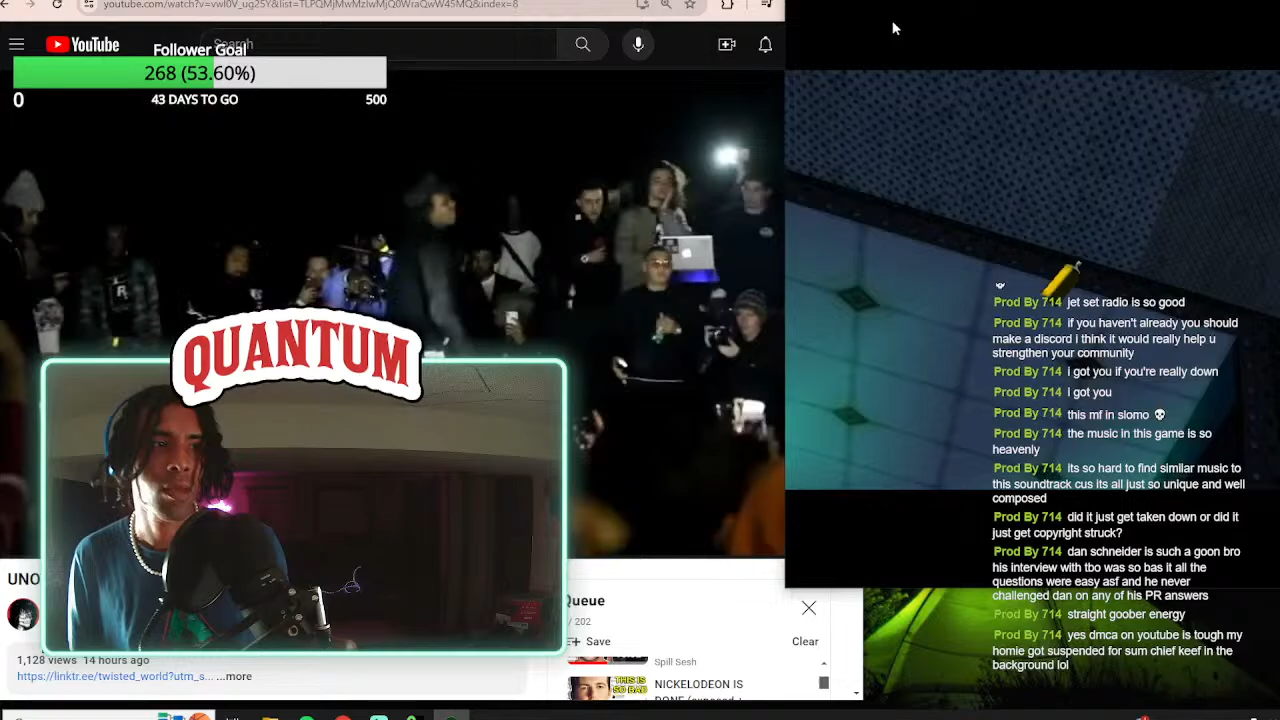 youtube.com/watch?v=vwI0V_ug25Y&list=TLPQMjMwMzIwMjQ0WraQwW45MQ&index=8
YouTube
Search
Follower Goal
268 (53.60%)
0
43 DAYS TO GO
500
QUANTUM
UNO
1,128 views 14 hours ago
https://linktr.ee/twisted_world?utm_s... ...more
Queue
/ 202
Save
Clear
Spill Sesh
THIS IS
SO BAD
NICKELODEON IS
Prod By 714 jet set radio is so good
Prod By 714 if you haven't already you should
make a discord I think it would really help u
strengthen your community
Prod By 714 i got you if you're really down
Prod By 714 I got you
Prod By 714 this mf in slomo 💀
Prod By 714 the music in this game is so
heavenly
Prod By 714 its so hard to find similar music to
this soundtrack cus its all just so unique and well
composed
Prod By 714 did it just get taken down or did it
just get copyright struck?
Prod By 714 dan schneider is such a goon bro
his interview with tbo was so bas it all the
questions were easy asf and he never
challenged dan on any of his PR answers
Prod By 714 straight goober energy
Prod By 714 yes dmca on youtube is tough my
homie got suspended for sum chief keef in the
background lol